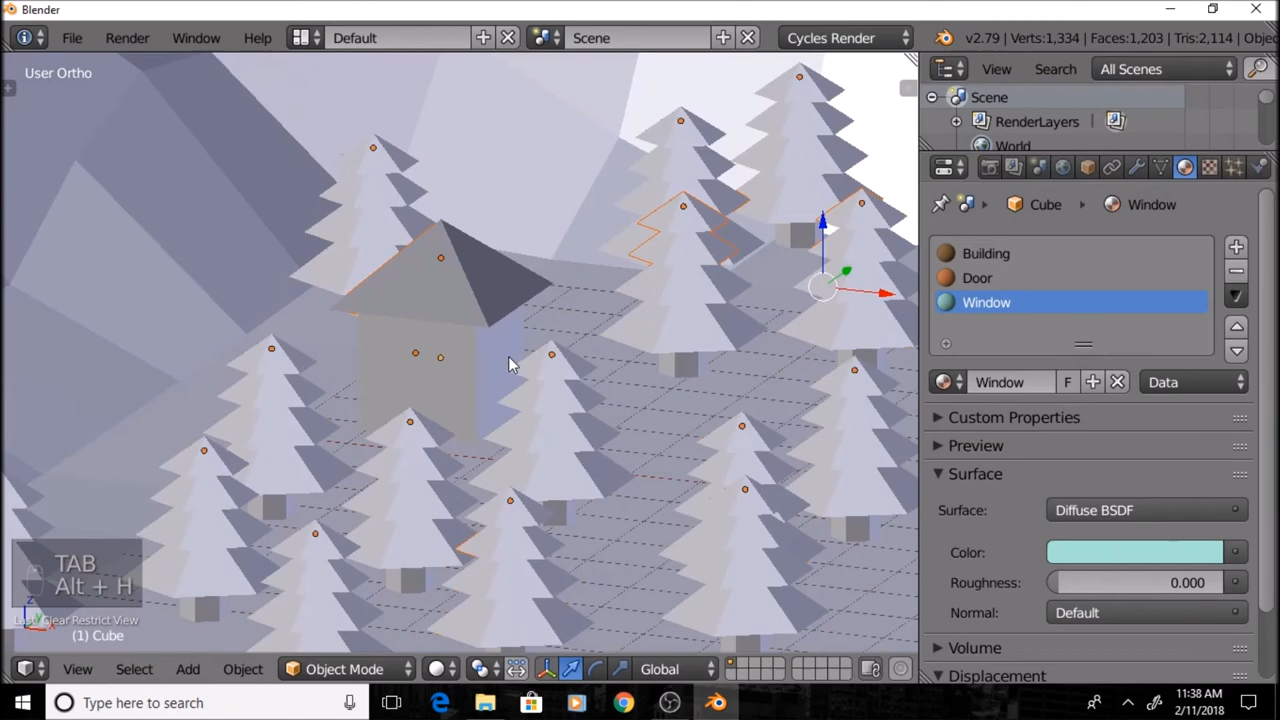 Blender
File Render Window Help Default Scene Cycles Render v2.79 | Verts:1,334 | Faces:1,203 | Tris:2,114 | Objec
User Ortho
View Search All Scenes
Scene
RenderLayers
World
Cube Window
Building
Door
Window
Window F Data
Custom Properties
Preview
Surface
Surface: Diffuse BSDF
Color:
Roughness: 0.000
Normal: Default
Volume
Displacement
TAB
Alt + H
Last: Clear Restrict View
(1) Cube
View Select Add Object Object Mode Global
Type here to search
11:38 AM
2/11/2018